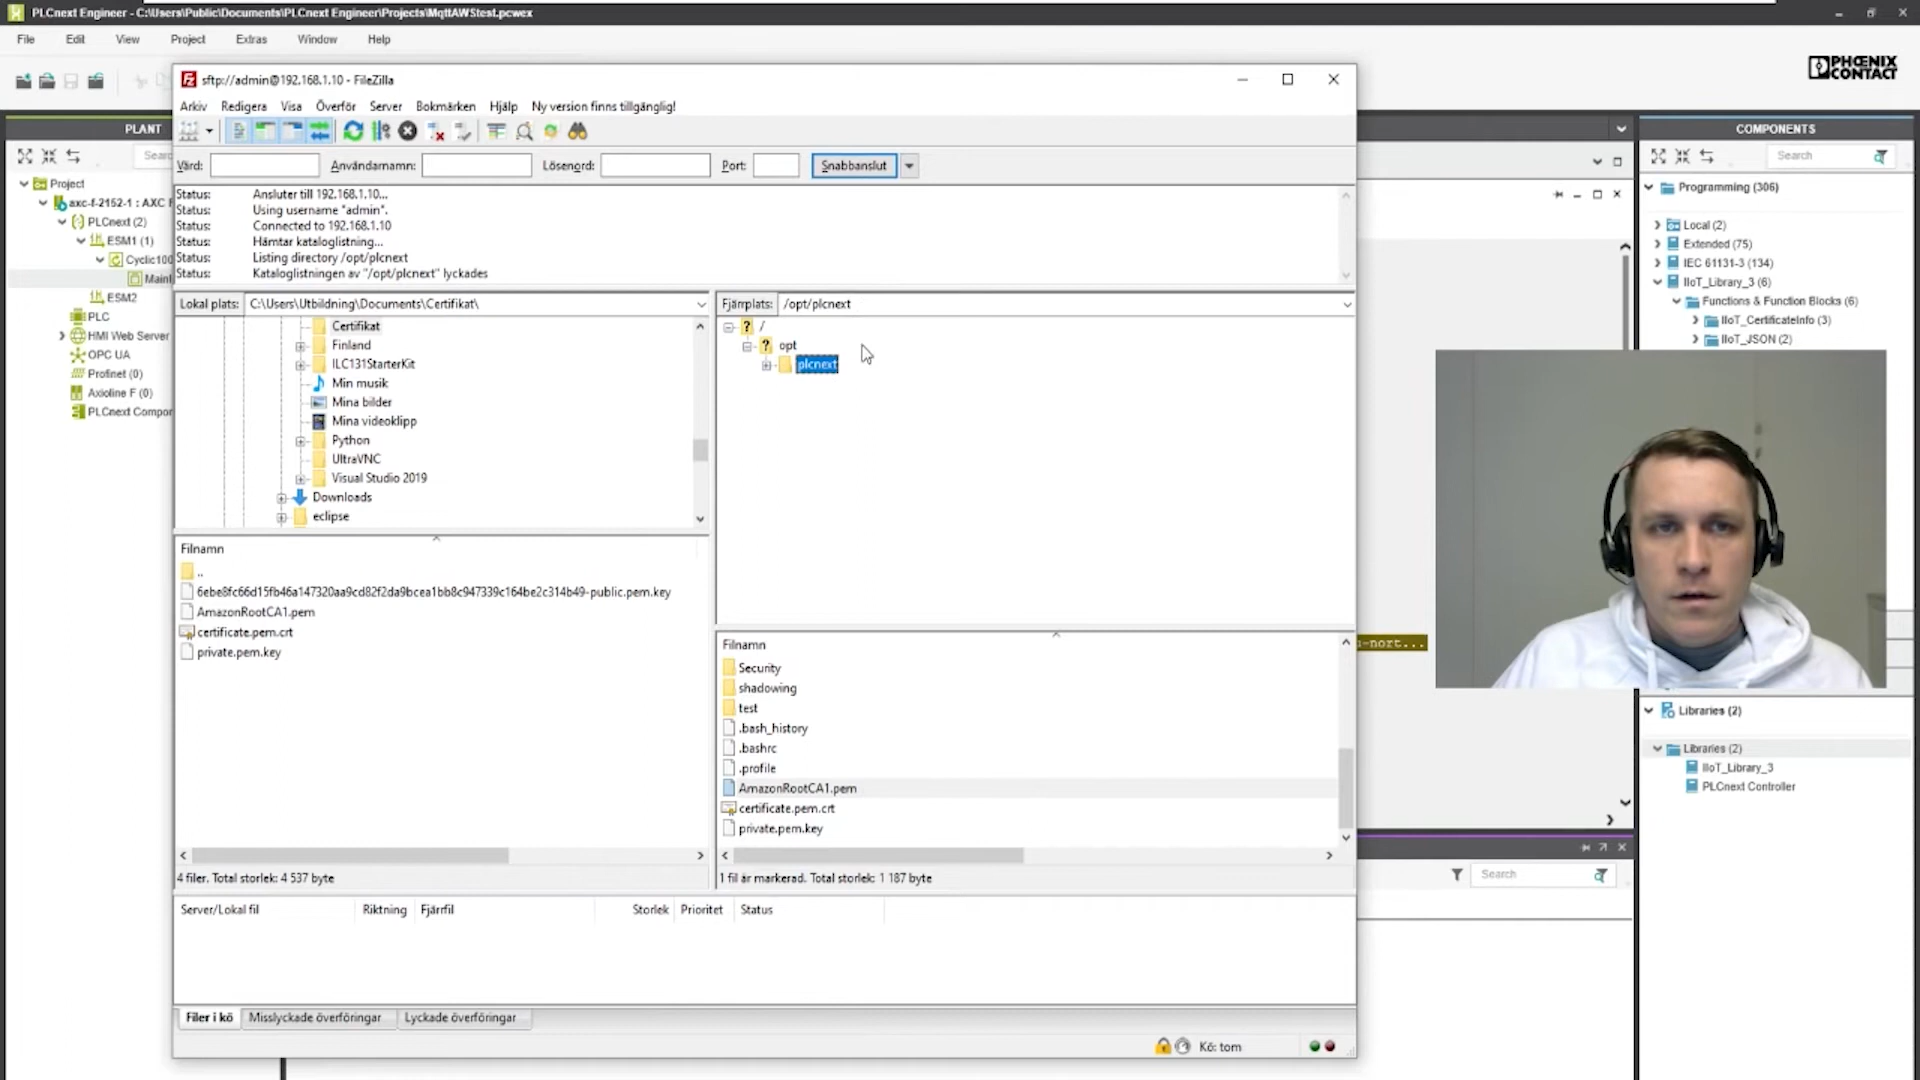 PLCnext Engineer - C:\Users\Public\Documents\PLCnext Engineer\Projects\MqttAWStest.pcwex
File Edit View Project Extras Window Help
PHŒNIX
CONTACT
sftp://admin@192.168.1.10 - FileZilla
Arkiv Redigera Visa Överför Server Bokmärken Hjälp Ny version finns tillgänglig!
Värd: Användarnamn: Lösenord: Port: Snabbanslut
Status: Ansluter till 192.168.1.10...
Status: Using username "admin".
Status: Connected to 192.168.1.10
Status: Hämtar kataloglistning...
Status: Listing directory /opt/plcnext
Status: Kataloglistningen av "/opt/plcnext" lyckades
PLANT
Project
axc-f-2152-1 : AXC F
PLCnext (2)
ESM1 (1)
Cyclic100
MainI
ESM2
PLC
HMI Web Server
OPC UA
Profinet (0)
Axioline F (0)
PLCnext Compor
Lokal plats: C:\Users\Utbildning\Documents\Certifikat\
Certifikat
Finland
ILC131StarterKit
Min musik
Mina bilder
Mina videoklipp
Python
UltraVNC
Visual Studio 2019
Downloads
eclipse
Filnamn
..
6ebe8fc66d15fb46a147320aa9cd82f2da9bcea1bb8c947339c164be2c314b49-public.pem.key
AmazonRootCA1.pem
certificate.pem.crt
private.pem.key
4 filer. Total storlek: 4 537 byte
Fjärrplats: /opt/plcnext
/
opt
plcnext
Filnamn
Security
shadowing
test
.bash_history
.bashrc
.profile
AmazonRootCA1.pem
certificate.pem.crt
private.pem.key
1 fil är markerad. Total storlek: 1 187 byte
Server/Lokal fil Riktning Fjärrfil Storlek Prioritet Status
Filer i kö Misslyckade överföringar Lyckade överföringar
Kö: tom
COMPONENTS
Search
Programming (306)
Local (2)
Extended (75)
IEC 61131-3 (134)
IIoT_Library_3 (6)
Functions & Function Blocks (6)
IIoT_CertificateInfo (3)
IIoT_JSON (2)
-nort...
Libraries (2)
Libraries (2)
IIoT_Library_3
PLCnext Controller
Search